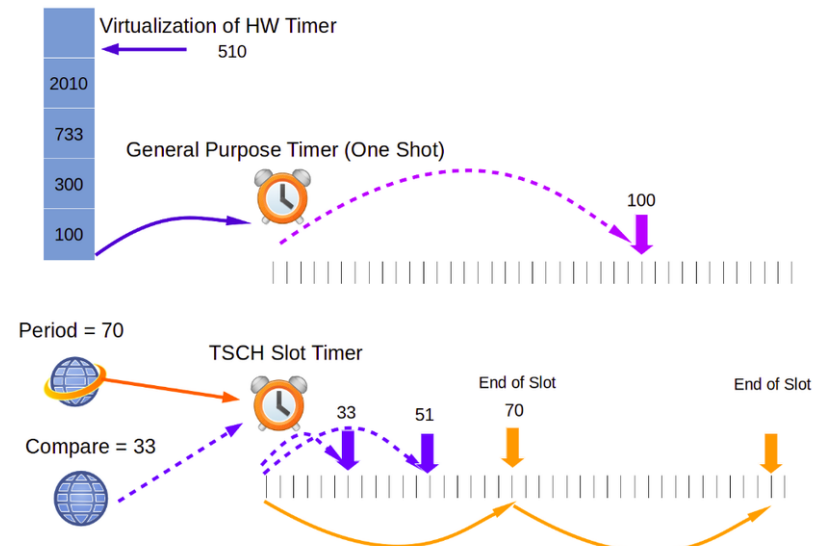 Virtualization of HW Timer
510
2010
733
300
100
General Purpose Timer (One Shot)
100
Period = 70
TSCH Slot Timer
Compare = 33
33
51
End of Slot
70
End of Slot